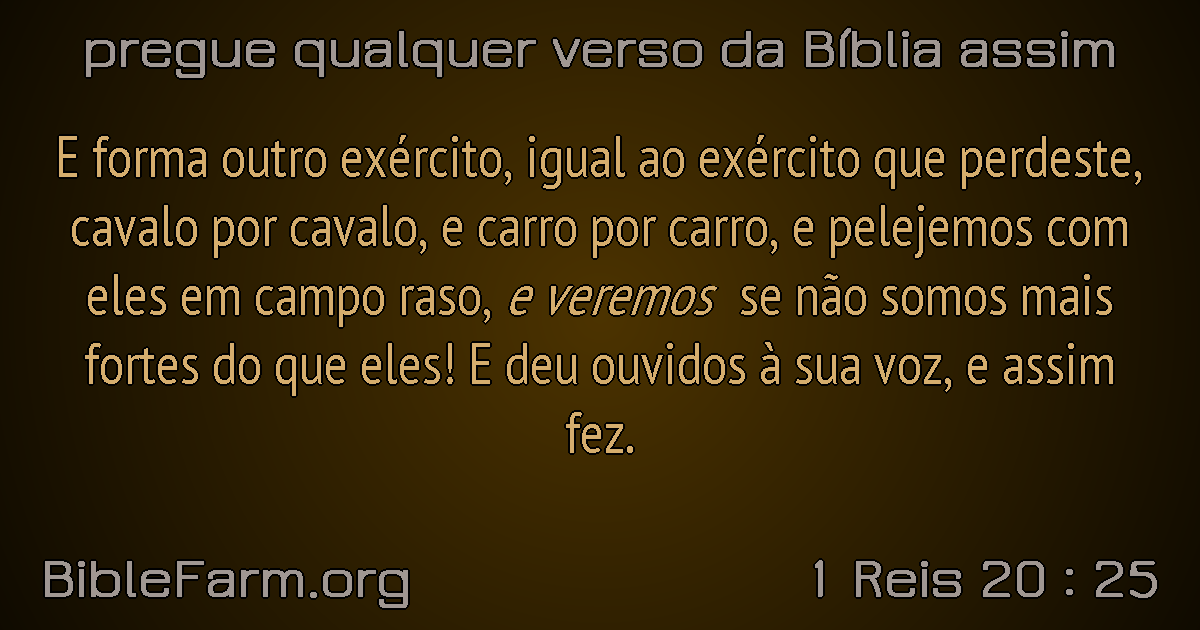 pregue qualquer verso da Bíblia assim
E forma outro exército, igual ao exército que perdeste,
cavalo por cavalo, e carro por carro, e pelejemos com
eles em campo raso, e veremos se não somos mais
fortes do que eles! E deu ouvidos à sua voz, e assim
fez.
BibleFarm.org
1 Reis 20 : 25